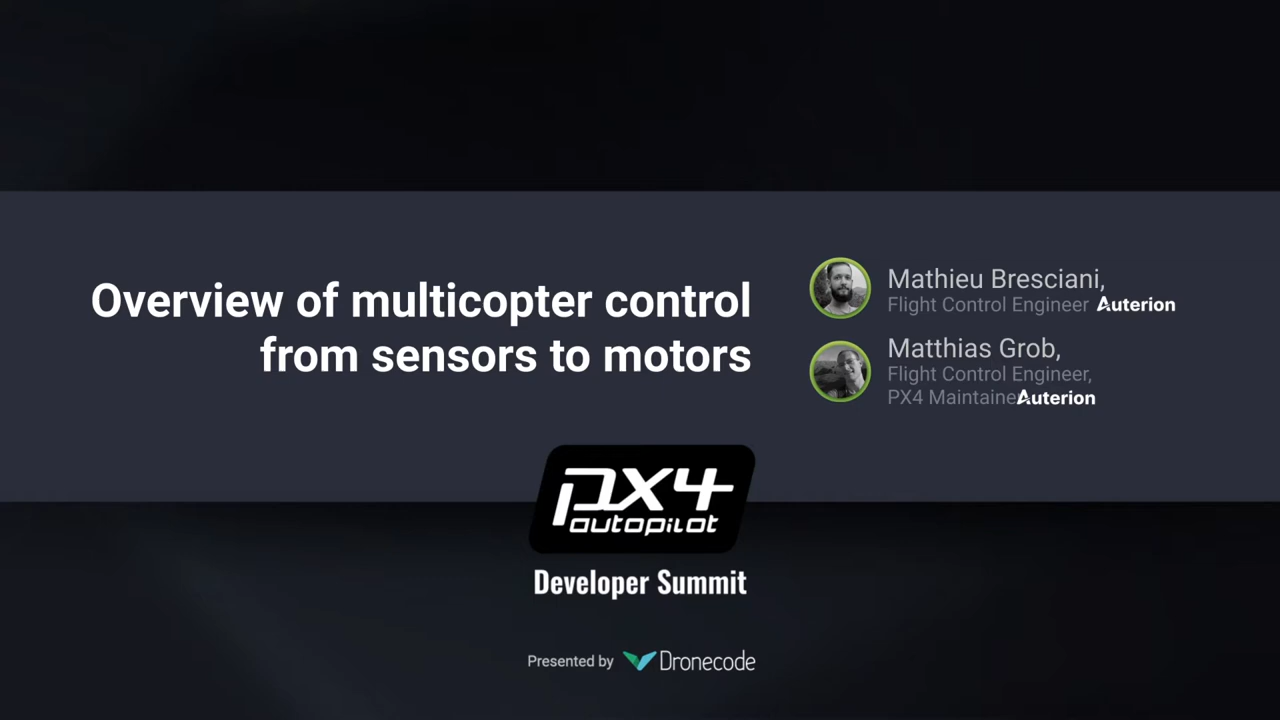 Overview of multicopter control
from sensors to motors
Mathieu Bresciani,
Flight Control Engineer Auterion
Matthias Grob,
Flight Control Engineer,
PX4 Maintainer Auterion
px4
autopilot
Developer Summit
Presented by Dronecode